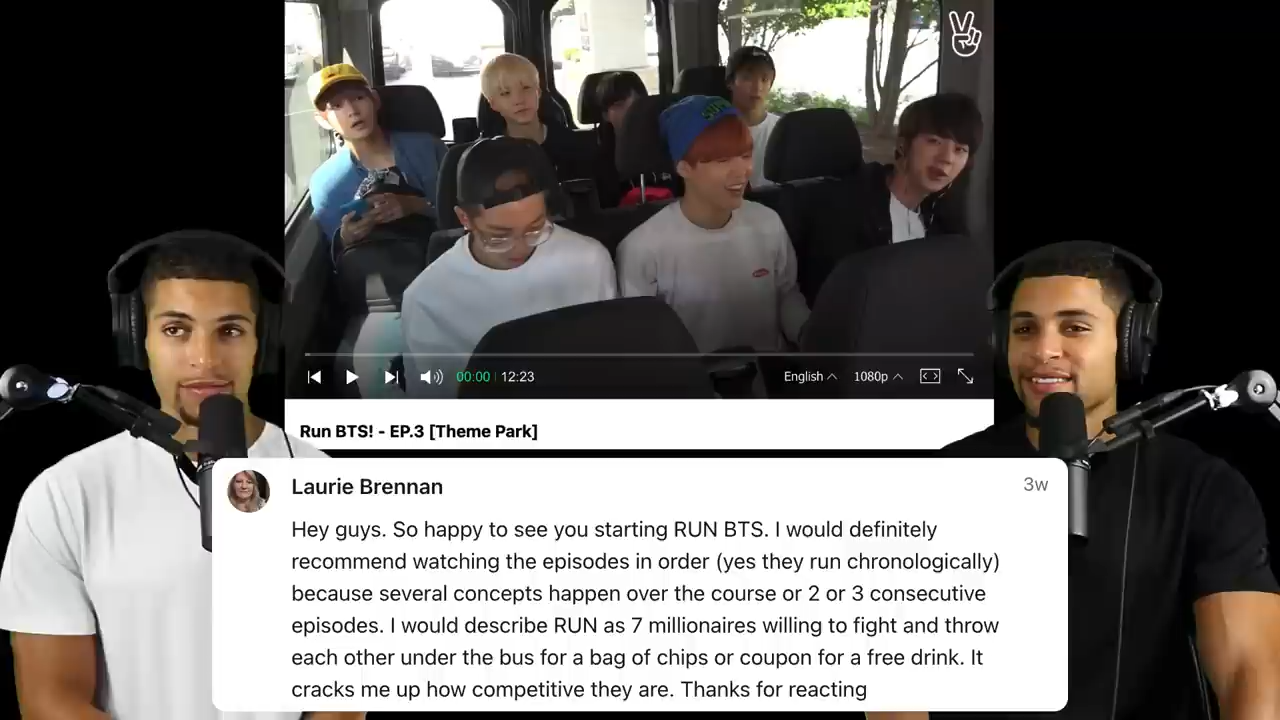 00:00 12:23
English
1080p
Run BTS! - EP.3 [Theme Park]
Laurie Brennan
3w
Hey guys. So happy to see you starting RUN BTS. I would definitely
recommend watching the episodes in order (yes they run chronologically)
because several concepts happen over the course or 2 or 3 consecutive
episodes. I would describe RUN as 7 millionaires willing to fight and throw
each other under the bus for a bag of chips or coupon for a free drink. It
cracks me up how competitive they are. Thanks for reacting